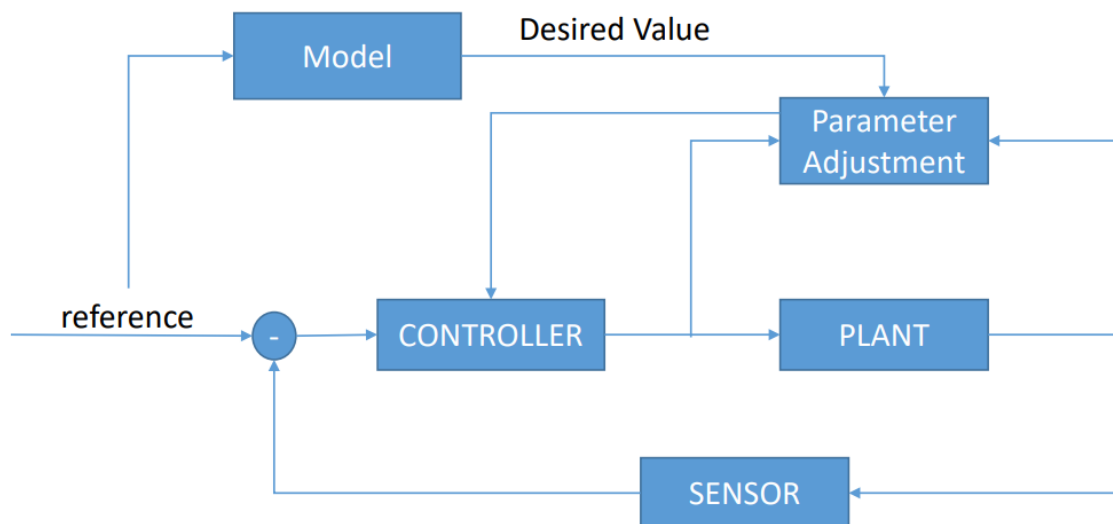 Desired Value
Model
Parameter
Adjustment
reference
-
CONTROLLER
PLANT
SENSOR